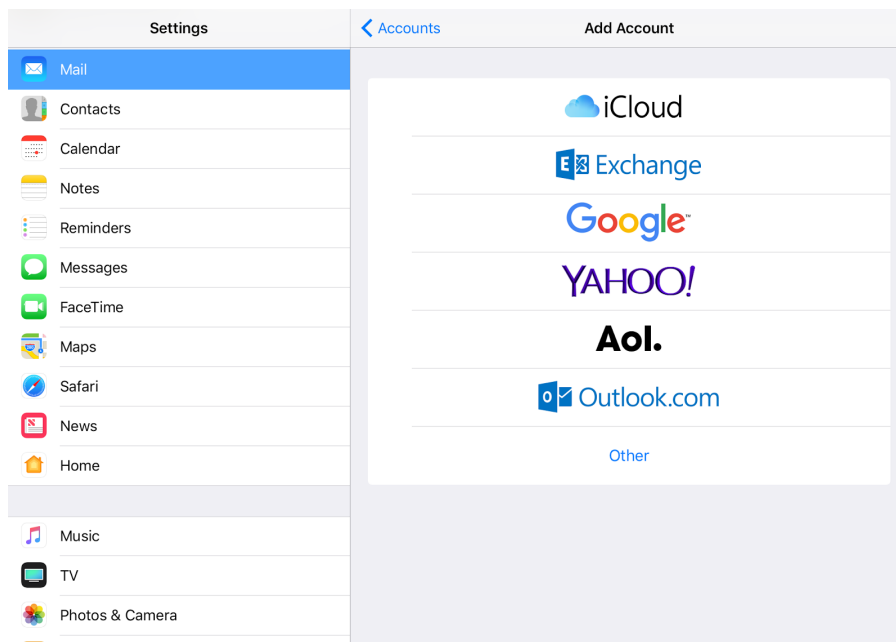 Settings
Mail
Contacts
Calendar
Notes
Reminders
Messages
FaceTime
Maps
Safari
News
Home
Music
TV
Photos & Camera
Accounts
Add Account
iCloud
E Exchange
Google™
YAHOO!
Aol.
o Outlook.com
Other